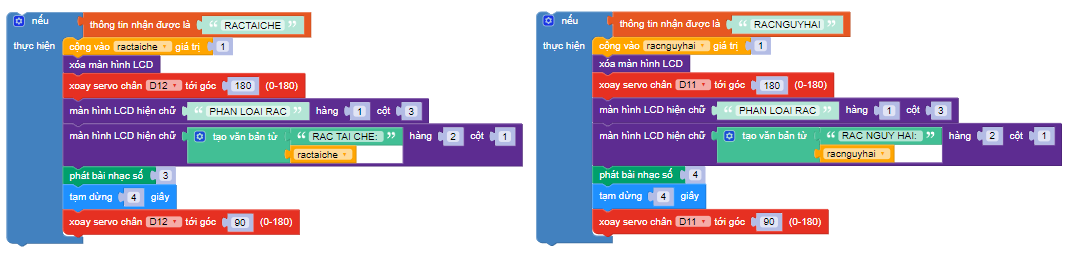 nếu thông tin nhận được là “ RACTAICHE ”
thực hiện cộng vào ractaiche giá trị 1
xóa màn hình LCD
xoay servo chân D12 tới góc 180 (0-180)
màn hình LCD hiện chữ “ PHAN LOAI RAC ” hàng 1 cột 3
màn hình LCD hiện chữ tạo văn bản từ “ RAC TAI CHE: ” hàng 2 cột 1
ractaiche
phát bài nhạc số 3
tạm dừng 4 giây
xoay servo chân D12 tới góc 90 (0-180)
nếu thông tin nhận được là “ RACNGUYHAI ”
thực hiện cộng vào racnguyhai giá trị 1
xóa màn hình LCD
xoay servo chân D11 tới góc 180 (0-180)
màn hình LCD hiện chữ “ PHAN LOAI RAC ” hàng 1 cột 3
màn hình LCD hiện chữ tạo văn bản từ “ RAC NGUY HAI: ” hàng 2 cột 1
racnguyhai
phát bài nhạc số 4
tạm dừng 4 giây
xoay servo chân D11 tới góc 90 (0-180)